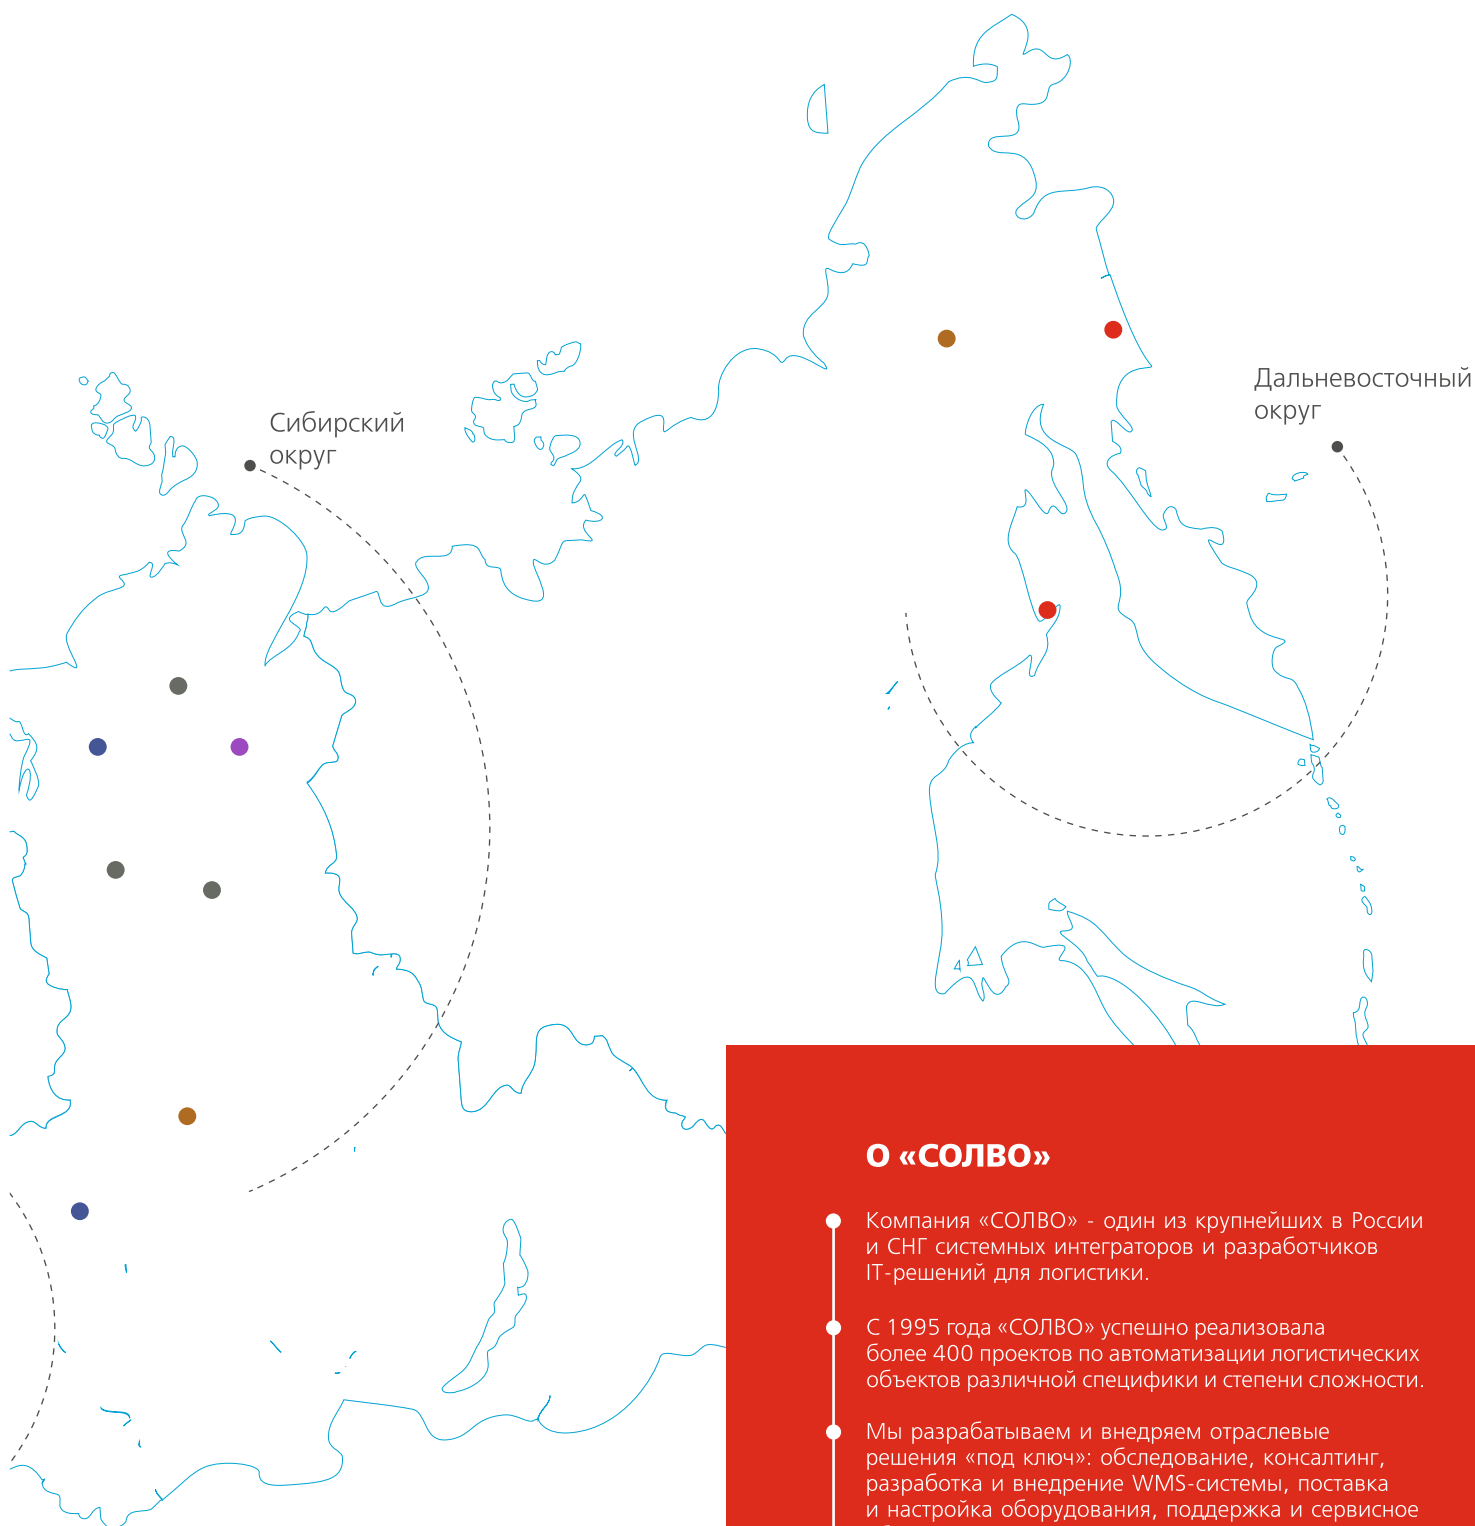 Дальневосточный
округ
Сибирский
округ
О «СОЛВО»
Компания «СОЛВО» - один из крупнейших в России
и СНГ системных интеграторов и разработчиков
IT-решений для логистики.
С 1995 года «СОЛВО» успешно реализовала
более 400 проектов по автоматизации логистических
объектов различной специфики и степени сложности.
Мы разрабатываем и внедряем отраслевые
решения «под ключ»: обследование, консалтинг,
разработка и внедрение WMS-системы, поставка
и настройка оборудования, поддержка и сервисное